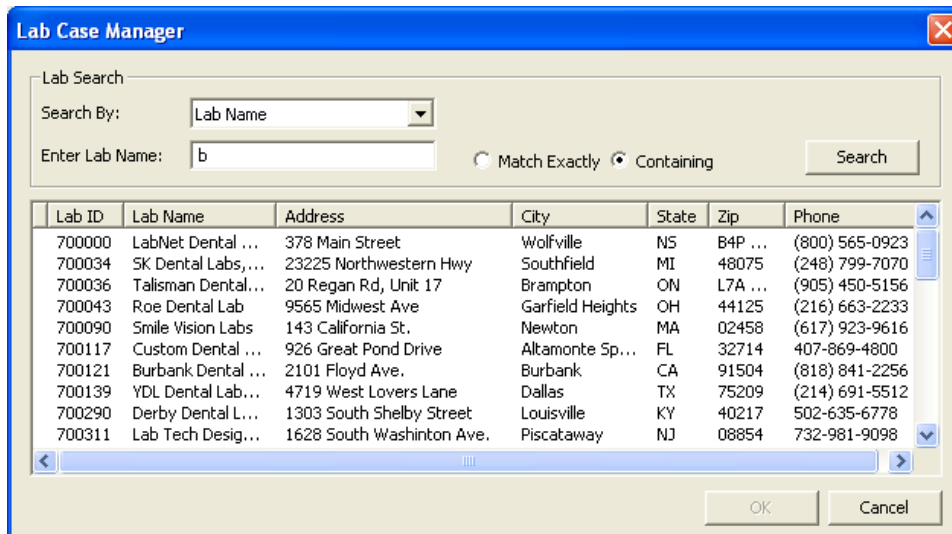 Lab Case Manager
Lab Search
Search By: Lab Name
Enter Lab Name: b Match Exactly Containing Search
Lab ID Lab Name Address City State Zip Phone
700000 LabNet Dental ... 378 Main Street Wolfville NS B4P ... (800) 565-0923
700034 SK Dental Labs,... 23225 Northwestern Hwy Southfield MI 48075 (248) 799-7070
700036 Talisman Dental... 20 Regan Rd, Unit 17 Brampton ON L7A ... (905) 450-5156
700043 Roe Dental Lab 9565 Midwest Ave Garfield Heights OH 44125 (216) 663-2233
700090 Smile Vision Labs 143 California St. Newton MA 02458 (617) 923-9616
700117 Custom Dental ... 926 Great Pond Drive Altamonte Sp... FL 32714 407-869-4800
700121 Burbank Dental ... 2101 Floyd Ave. Burbank CA 91504 (818) 841-2256
700139 YDL Dental Lab... 4719 West Lovers Lane Dallas TX 75209 (214) 691-5512
700290 Derby Dental L... 1303 South Shelby Street Louisville KY 40217 502-635-6778
700311 Lab Tech Desig... 1628 South Washinton Ave. Piscataway NJ 08854 732-981-9098
OK Cancel